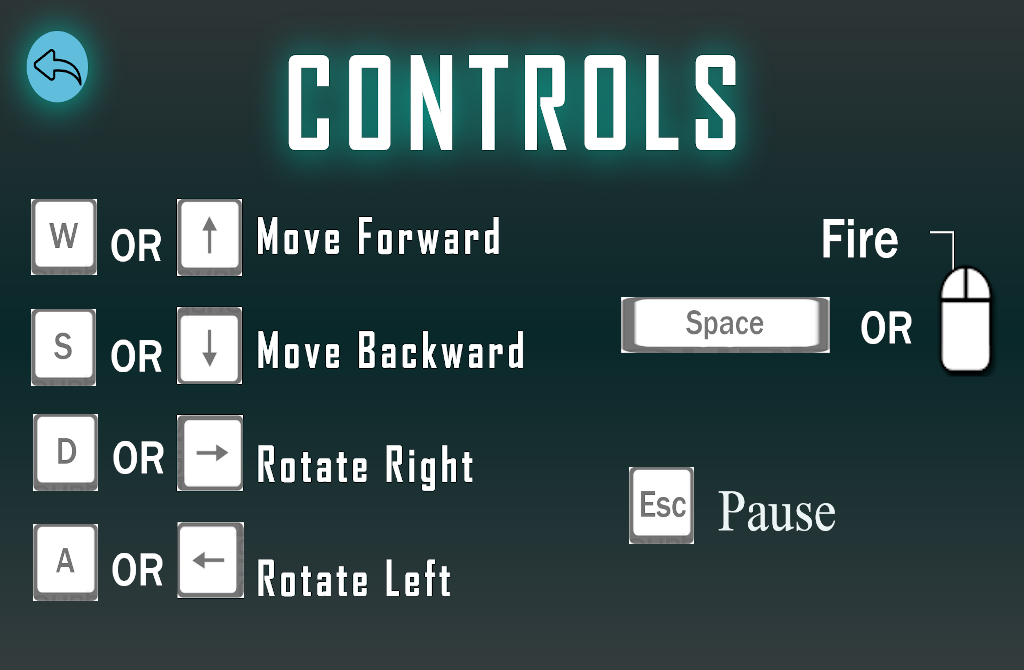 CONTROLS
W OR ↑ Move Forward
S OR ↓ Move Backward
D OR → Rotate Right
A OR ← Rotate Left
Fire
Space OR
Esc Pause